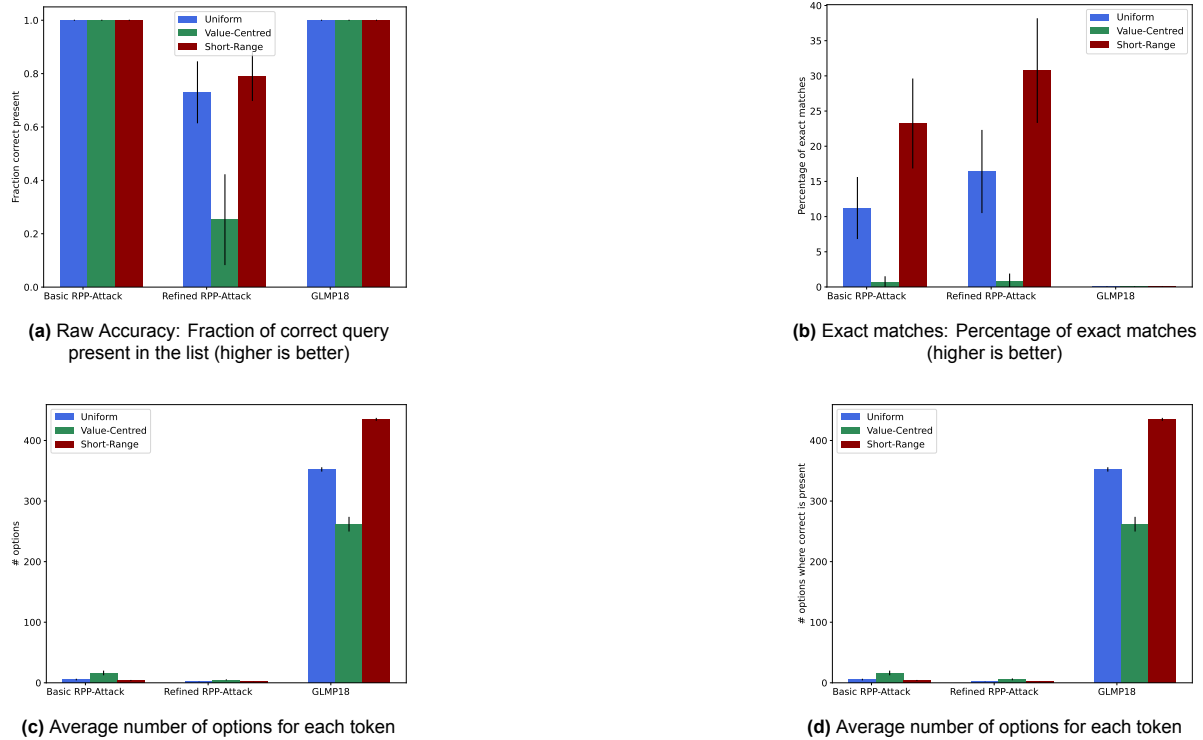 1.0
0.8
0.6
0.4
0.2
0.0
Fraction correct present
Uniform
Value-Centred
Short-Range
Basic RPP-Attack
Refined RPP-Attack
GLMP18
(a) Raw Accuracy: Fraction of correct query
present in the list (higher is better)
40
35
30
25
20
15
10
5
0
Percentage of exact matches
Uniform
Value-Centred
Short-Range
Basic RPP-Attack
Refined RPP-Attack
GLMP18
(b) Exact matches: Percentage of exact matches
(higher is better)
400
300
200
100
0
# options
Uniform
Value-Centred
Short-Range
Basic RPP-Attack
Refined RPP-Attack
GLMP18
(c) Average number of options for each token
400
300
200
100
0
# options where correct is present
Uniform
Value-Centred
Short-Range
Basic RPP-Attack
Refined RPP-Attack
GLMP18
(d) Average number of options for each token